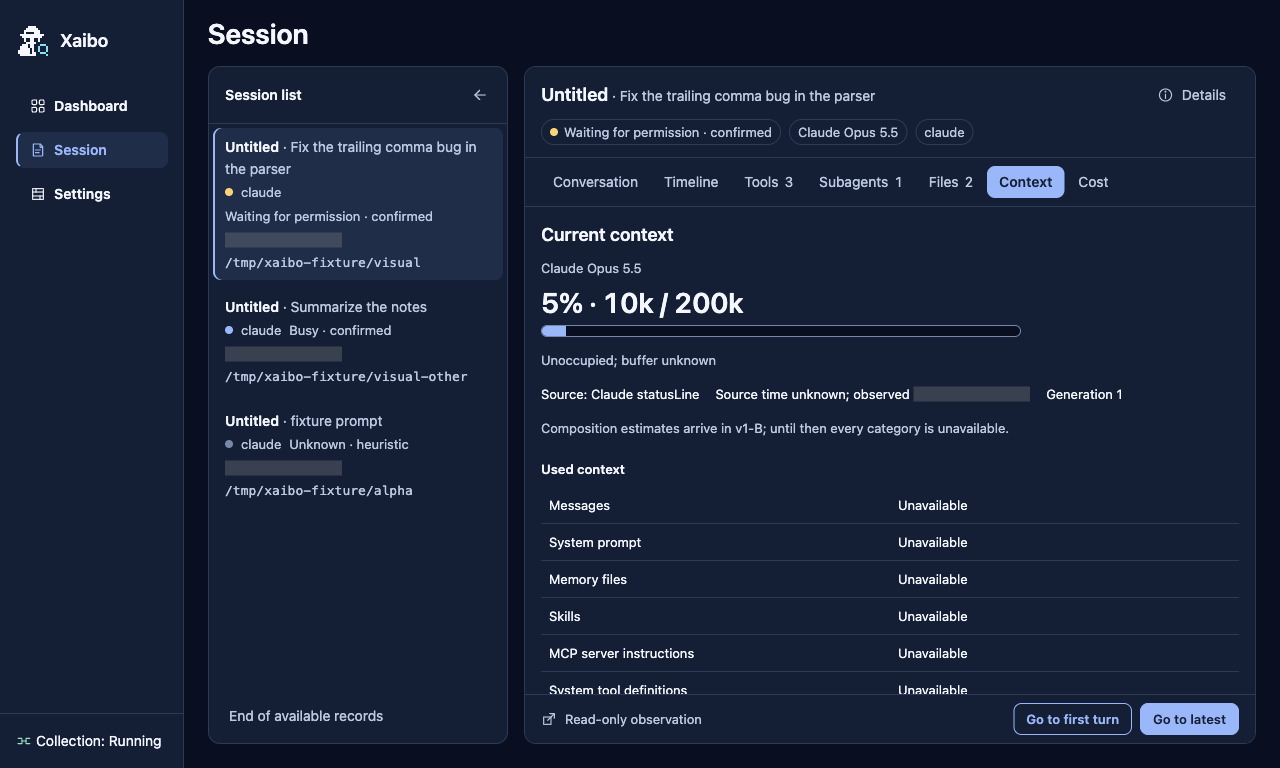 Xaibo
Dashboard
Session
Settings
Collection: Running
Session
Session list
Untitled · Fix the trailing comma bug in
the parser
claude
Waiting for permission · confirmed
/tmp/xaibo-fixture/visual
Untitled · Summarize the notes
claude Busy · confirmed
/tmp/xaibo-fixture/visual-other
Untitled · fixture prompt
claude Unknown · heuristic
/tmp/xaibo-fixture/alpha
End of available records
Untitled · Fix the trailing comma bug in the parser
Details
Waiting for permission · confirmed
Claude Opus 5.5
claude
Conversation Timeline Tools 3 Subagents 1 Files 2 Context Cost
Current context
Claude Opus 5.5
5% · 10k / 200k
Unoccupied; buffer unknown
Source: Claude statusLine Source time unknown; observed Generation 1
Composition estimates arrive in v1-B; until then every category is unavailable.
Used context
Messages Unavailable
System prompt Unavailable
Memory files Unavailable
Skills Unavailable
MCP server instructions Unavailable
System tool definitions Unavailable
Read-only observation
Go to first turn
Go to latest